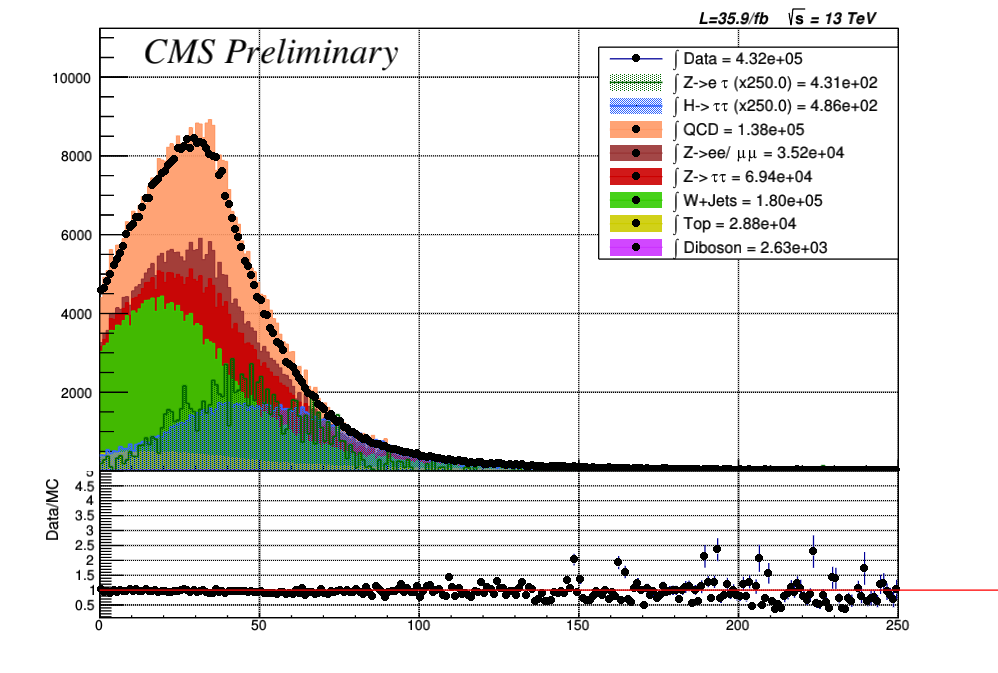 L=35.9/fb √s = 13 TeV
CMS Preliminary
∫ Data = 4.32e+05
∫ Z->e τ (x250.0) = 4.31e+02
∫ H-> ττ (x250.0) = 4.86e+02
∫ QCD = 1.38e+05
∫ Z->ee/ μμ = 3.52e+04
∫ Z-> ττ = 6.94e+04
∫ W+Jets = 1.80e+05
∫ Top = 2.88e+04
∫ Diboson = 2.63e+03
10000
8000
6000
4000
2000
Data/MC
5
4.5
4
3.5
3
2.5
2
1.5
1
0.5
0 50 100 150 200 250